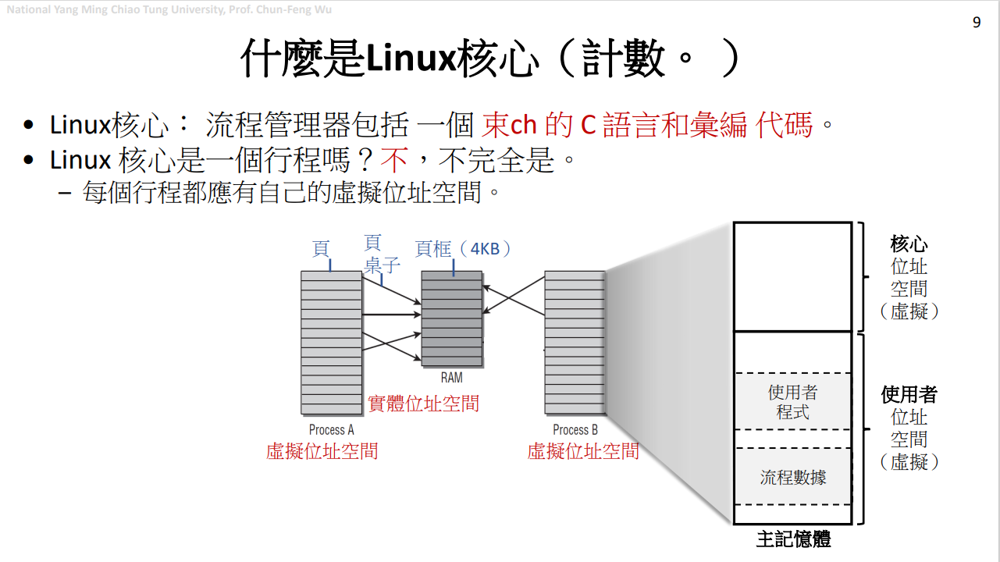 National Yang Ming Chiao Tung University, Prof. Chun-Feng Wu
9
什麼是Linux核心（計數。 ）
• Linux核心： 流程管理器包括 一個 束ch 的 C 語言和彙編 代碼。
• Linux 核心是一個行程嗎？不，不完全是。
– 每個行程都應有自己的虛擬位址空間。
頁
頁
桌子
頁框（4KB）
RAM
實體位址空間
Process A
虛擬位址空間
Process B
虛擬位址空間
核心
位址
空間
（虛擬）
使用者
程式
流程數據
使用者
位址
空間
（虛擬）
主記憶體